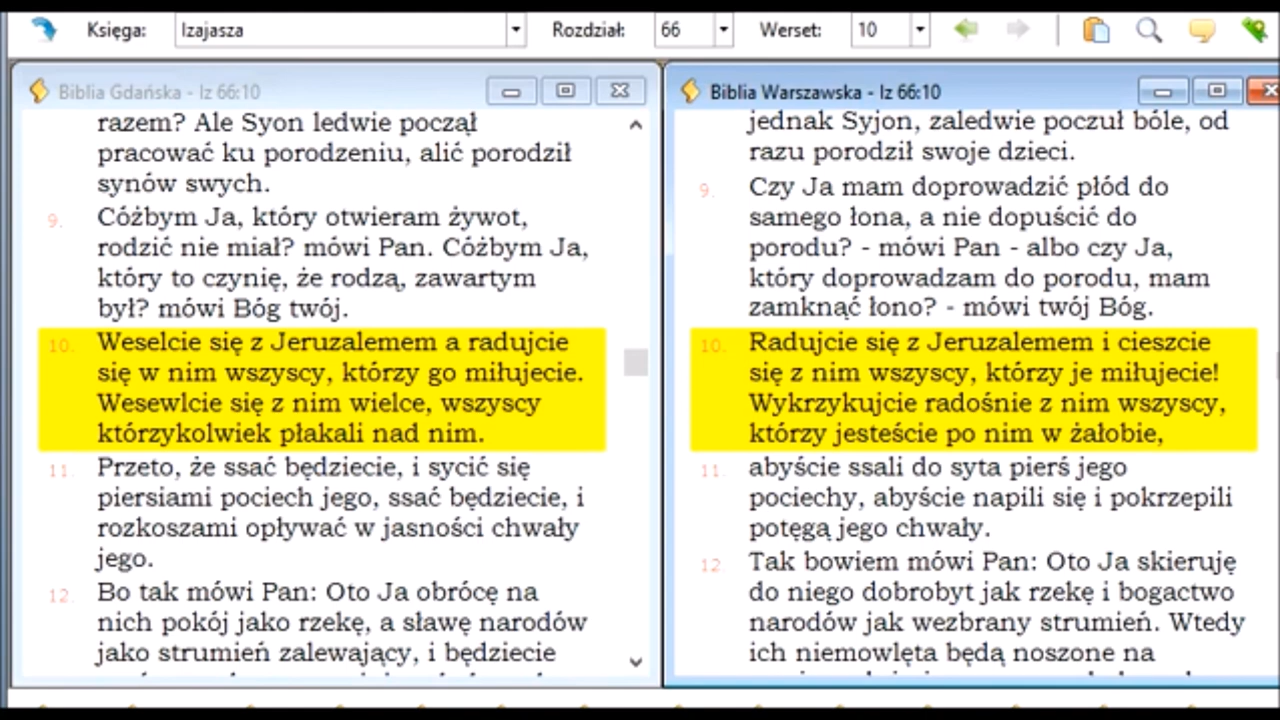 Księga: Izajasza Rozdział: 66 Werset: 10
Biblia Gdańska - Iz 66:10
razem? Ale Syon ledwie począł
pracować ku porodzeniu, alić porodził
synów swych.
9. Cóżbym Ja, który otwieram żywot,
rodzić nie miał? mówi Pan. Cóżbym Ja,
który to czynię, że rodzą, zawartym
był? mówi Bóg twój.
10. Weselcie się z Jeruzalemem a radujcie
się w nim wszyscy, którzy go miłujecie.
Wesewlcie się z nim wielce, wszyscy
którzykolwiek płakali nad nim.
11. Przeto, że ssać będziecie, i sycić się
piersiami pociech jego, ssać będziecie, i
rozkoszami opływać w jasności chwały
jego.
12. Bo tak mówi Pan: Oto Ja obrócę na
nich pokój jako rzekę, a sławę narodów
jako strumień zalewający, i będziecie
Biblia Warszawska - Iz 66:10
jednak Syjon, zaledwie poczuł bóle, od
razu porodził swoje dzieci.
9. Czy Ja mam doprowadzić płód do
samego łona, a nie dopuścić do
porodu? - mówi Pan - albo czy Ja,
który doprowadzam do porodu, mam
zamknąć łono? - mówi twój Bóg.
10. Radujcie się z Jeruzalemem i cieszcie
się z nim wszyscy, którzy je miłujecie!
Wykrzykujcie radośnie z nim wszyscy,
którzy jesteście po nim w żałobie,
11. abyście ssali do syta pierś jego
pociechy, abyście napili się i pokrzepili
potęgą jego chwały.
12. Tak bowiem mówi Pan: Oto Ja skieruję
do niego dobrobyt jak rzekę i bogactwo
narodów jak wezbrany strumień. Wtedy
ich niemowlęta będą noszone na